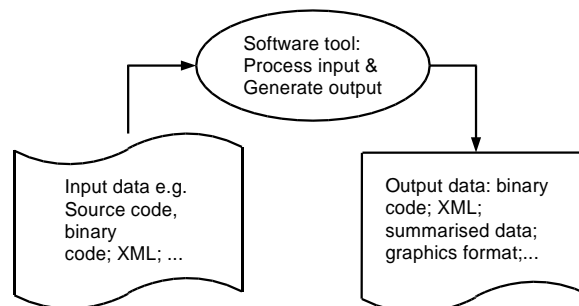 Software tool:
Process input &
Generate output
Input data e.g.
Source code,
binary
code; XML; ...
Output data: binary
code; XML;
summarised data;
graphics format;...